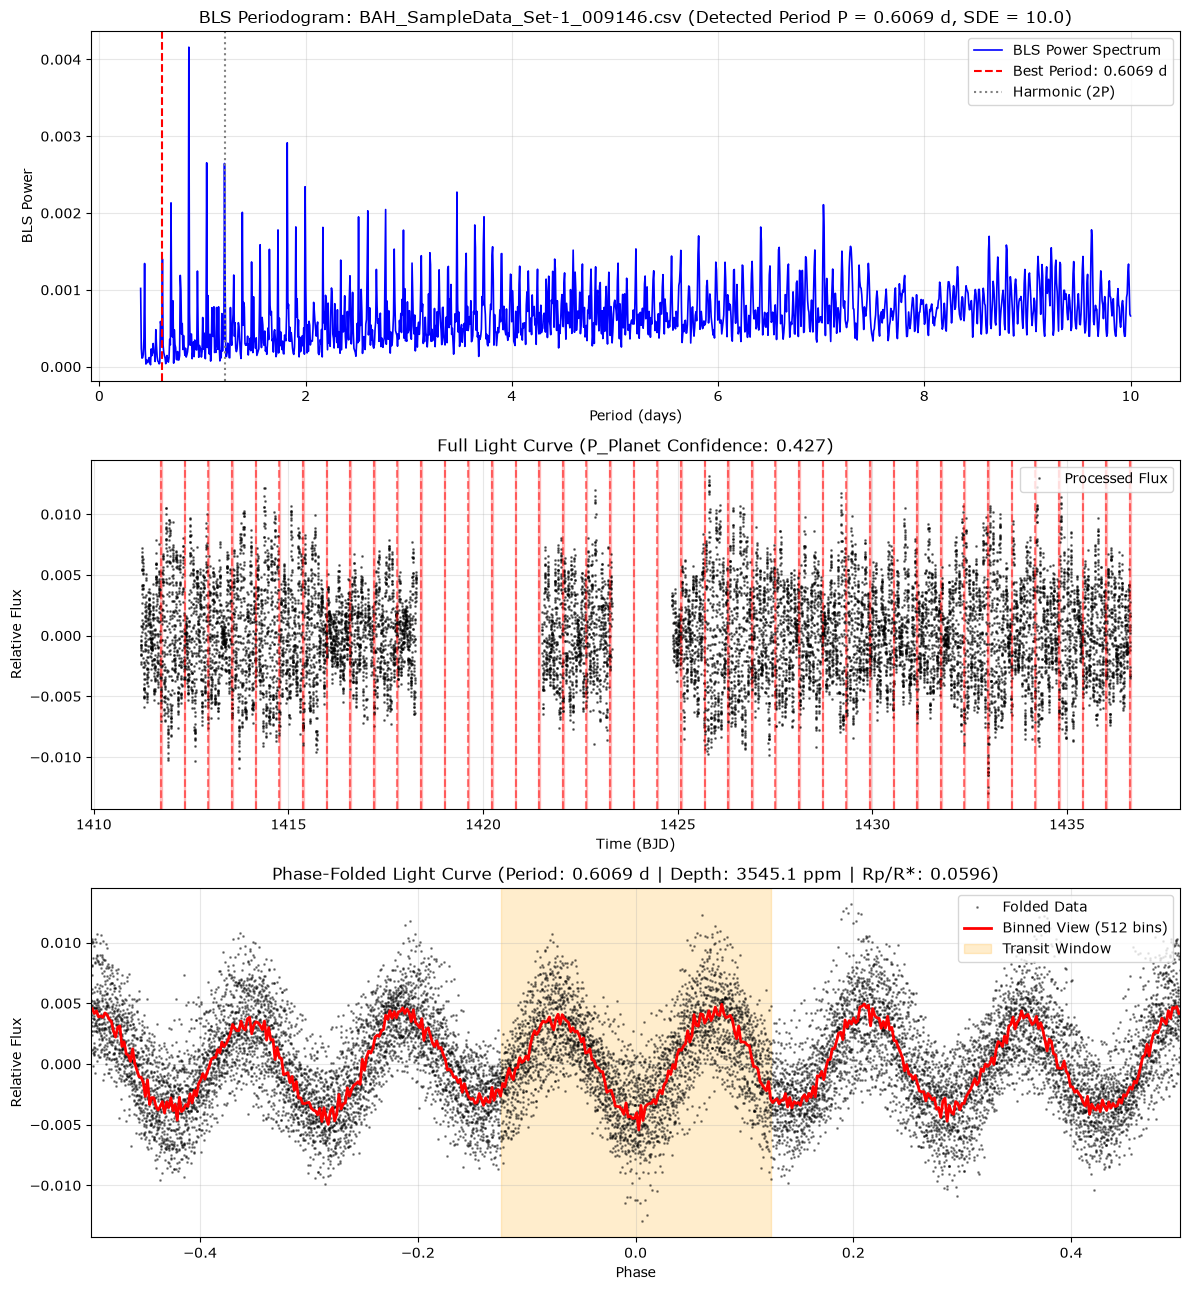 BLS Periodogram: BAH_SampleData_Set-1_009146.csv (Detected Period P = 0.6069 d, SDE = 10.0)
BLS Power
0.004
0.003
0.002
0.001
0.000
BLS Power Spectrum
Best Period: 0.6069 d
Harmonic (2P)
0 2 4 6 8 10
Period (days)
Full Light Curve (P_Planet Confidence: 0.427)
Relative Flux
0.010
0.005
0.000
−0.005
−0.010
Processed Flux
1410 1415 1420 1425 1430 1435
Time (BJD)
Phase-Folded Light Curve (Period: 0.6069 d | Depth: 3545.1 ppm | Rp/R*: 0.0596)
Relative Flux
0.010
0.005
0.000
−0.005
−0.010
Folded Data
Binned View (512 bins)
Transit Window
−0.4 −0.2 0.0 0.2 0.4
Phase